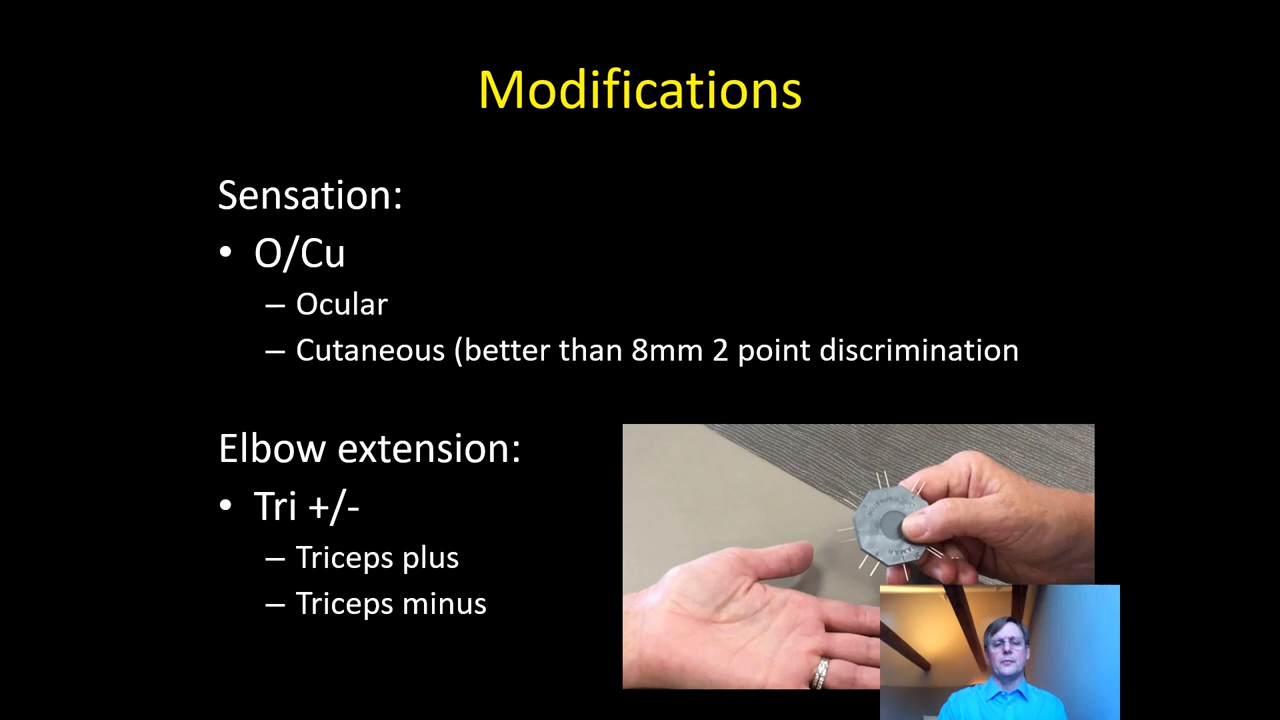 Modifications
Sensation:
• O/Cu
– Ocular
– Cutaneous (better than 8mm 2 point discrimination
Elbow extension:
• Tri +/-
– Triceps plus
– Triceps minus